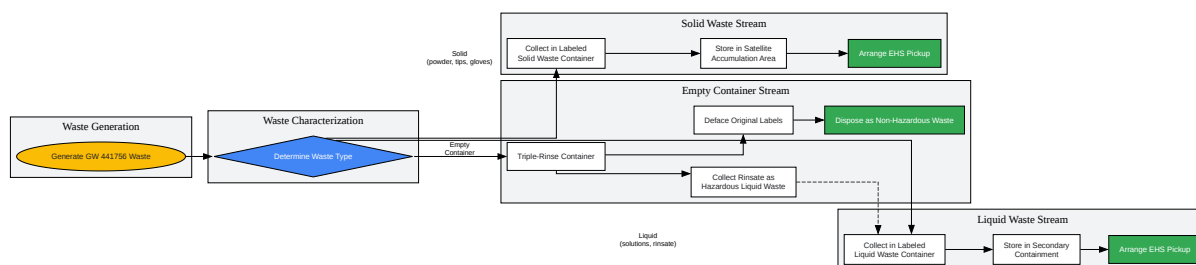 Solid Waste Stream
Collect in Labeled
Solid Waste Container
Store in Satellite
Accumulation Area
Arrange EHS Pickup
Solid
(powder, tips, gloves)
Empty Container Stream
Deface Original Labels
Dispose as Non-Hazardous Waste
Waste Generation
Generate GW 441756 Waste
Waste Characterization
Determine Waste Type
Empty
Container
Triple-Rinse Container
Collect Rinsate as
Hazardous Liquid Waste
Liquid Waste Stream
Liquid
(solutions, rinsate)
Collect in Labeled
Liquid Waste Container
Store in Secondary
Containment
Arrange EHS Pickup